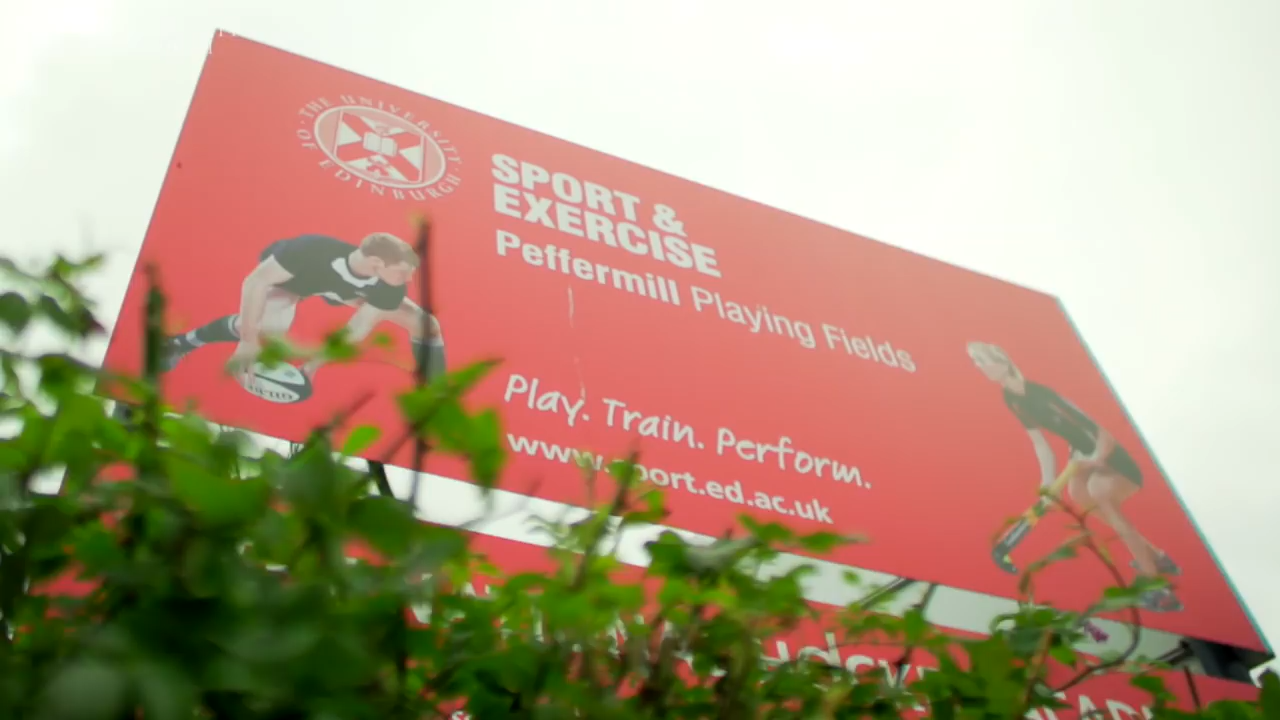 THE UNIVERSITY
OF EDINBURGH
SPORT &
EXERCISE
Peffermill Playing Fields
Play. Train. Perform.
www.sport.ed.ac.uk